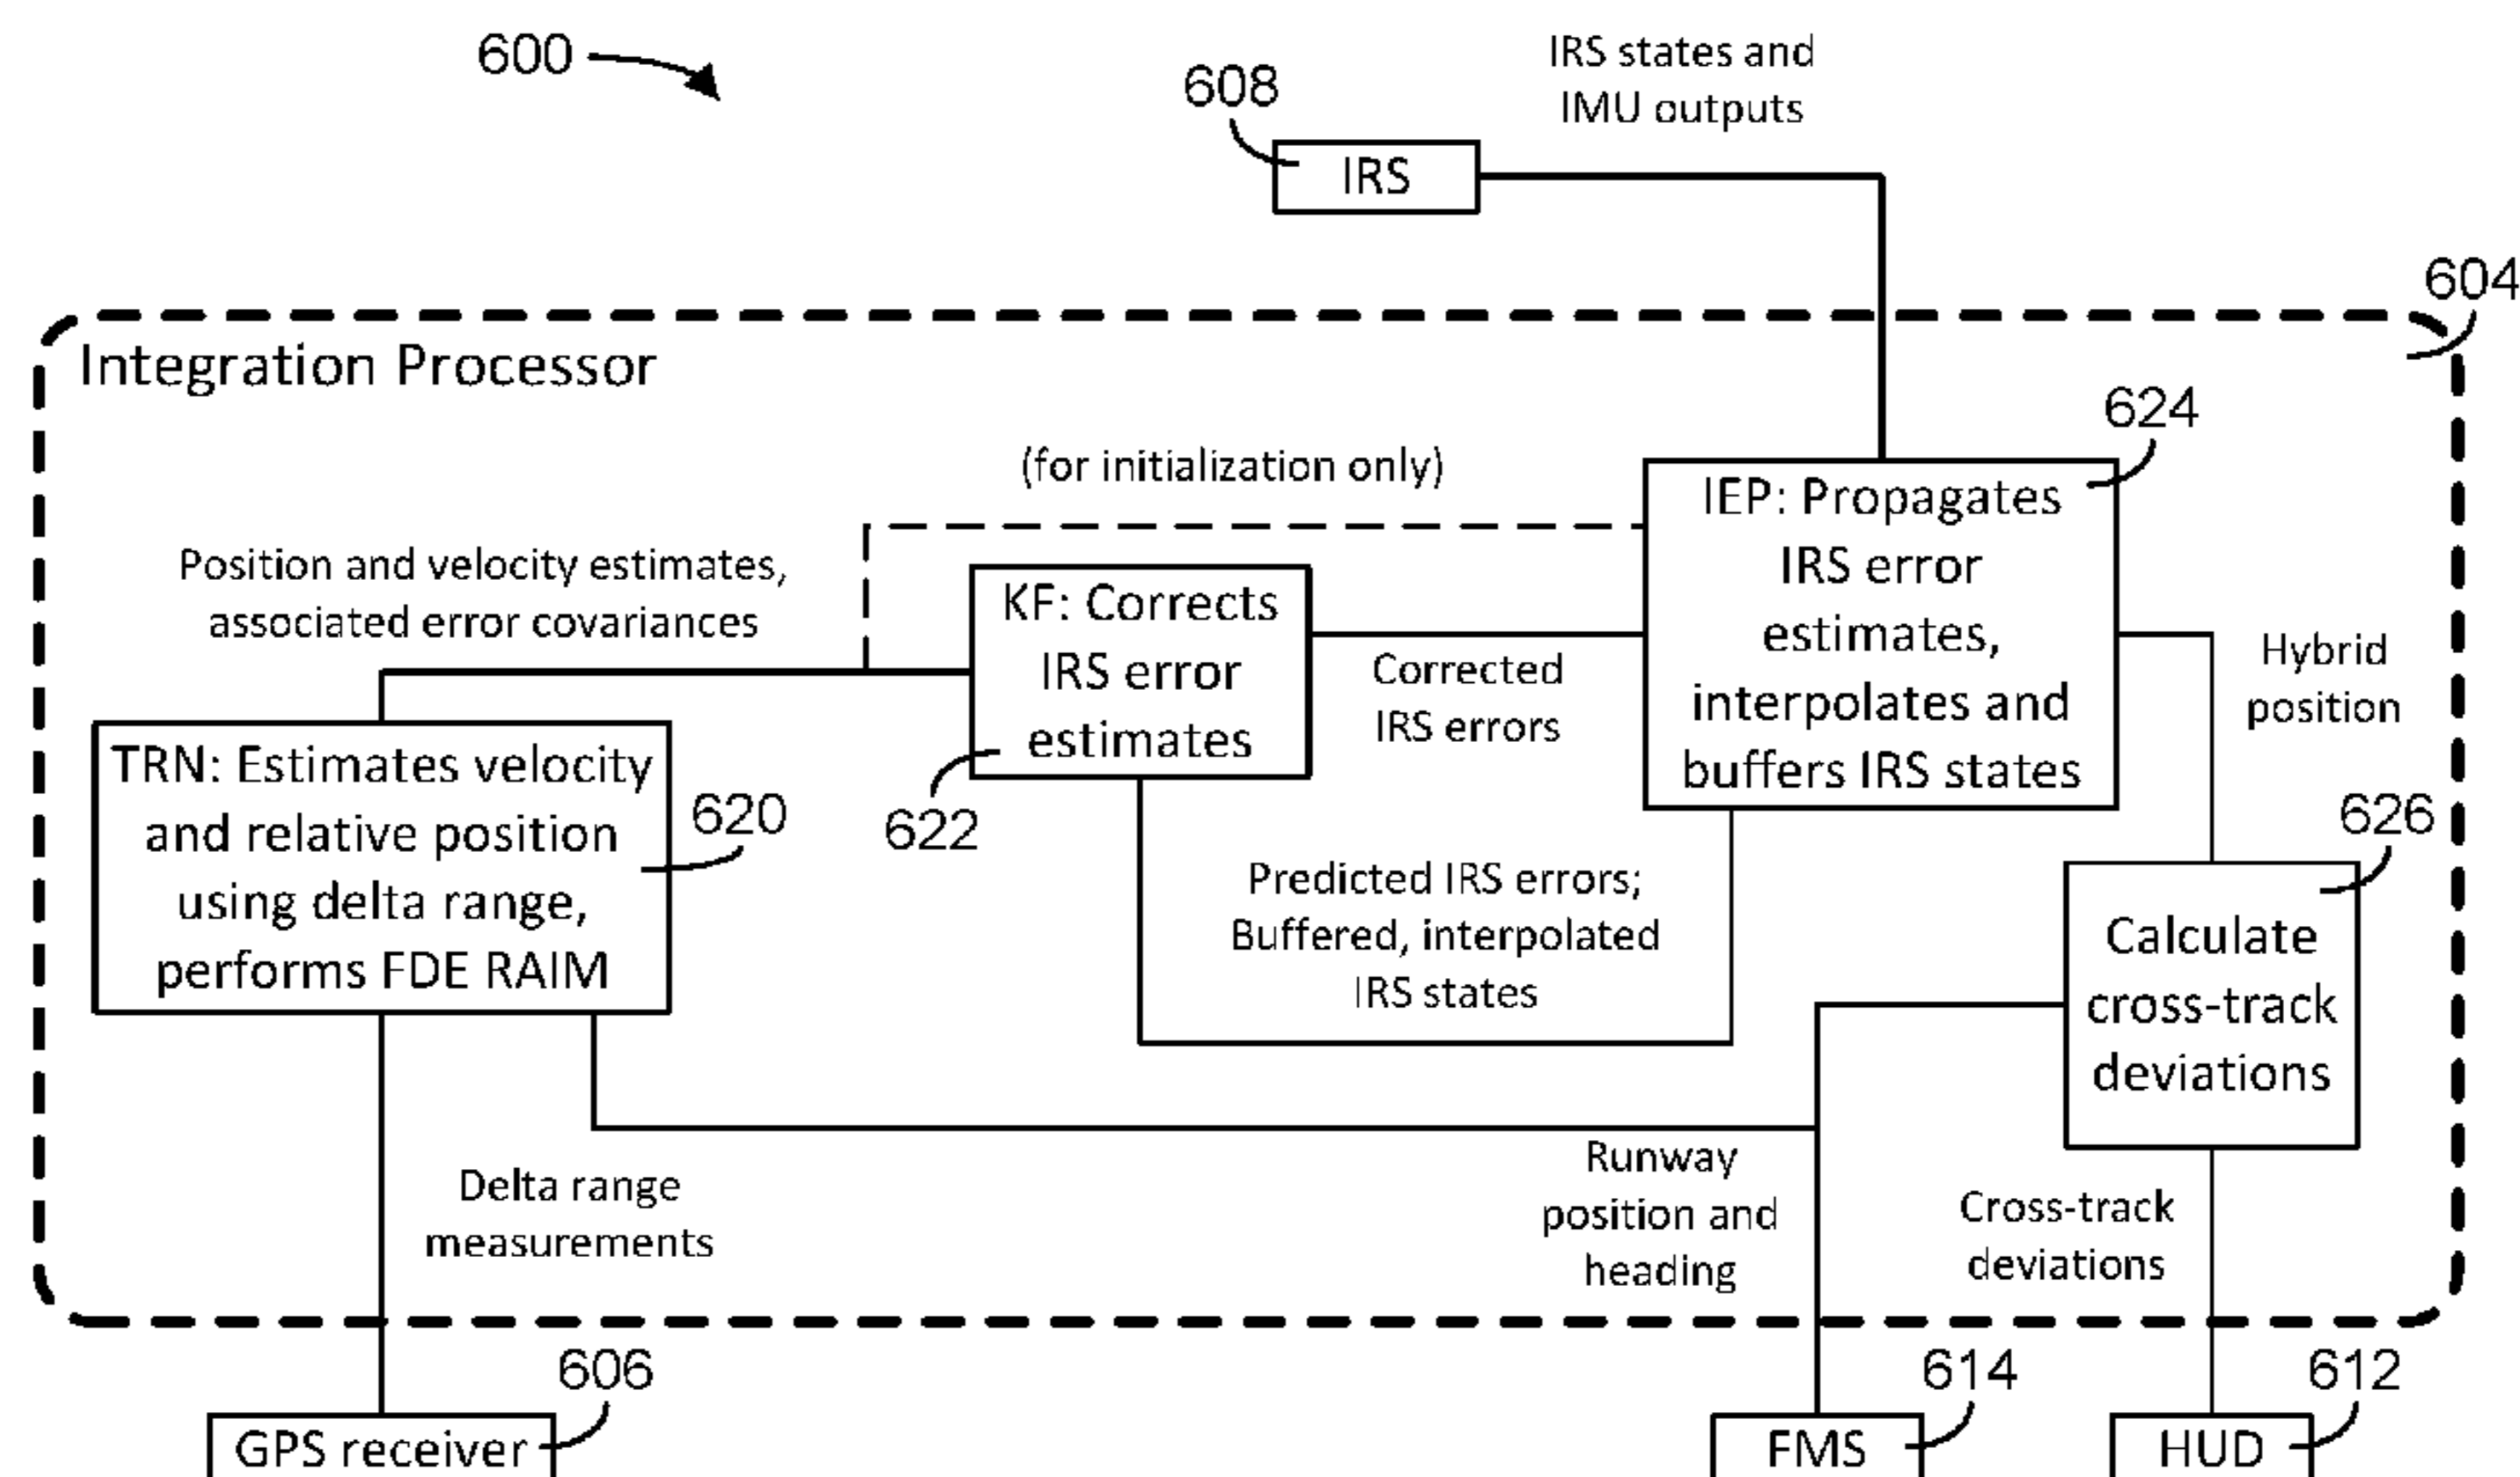 600
608
IRS states and
IMU outputs
IRS
604
Integration Processor
624
(for initialization only)
IEP: Propagates
IRS error
estimates,
interpolates and
buffers IRS states
Position and velocity estimates,
associated error covariances
KF: Corrects
IRS error
estimates
622
Corrected
IRS errors
Hybrid
position
TRN: Estimates velocity
and relative position
using delta range,
performs FDE RAIM
620
626
Predicted IRS errors;
Buffered, interpolated
IRS states
Calculate
cross-track
deviations
Delta range
measurements
Runway
position and
heading
Cross-track
deviations
606
GPS receiver
614
FMS
612
HUD